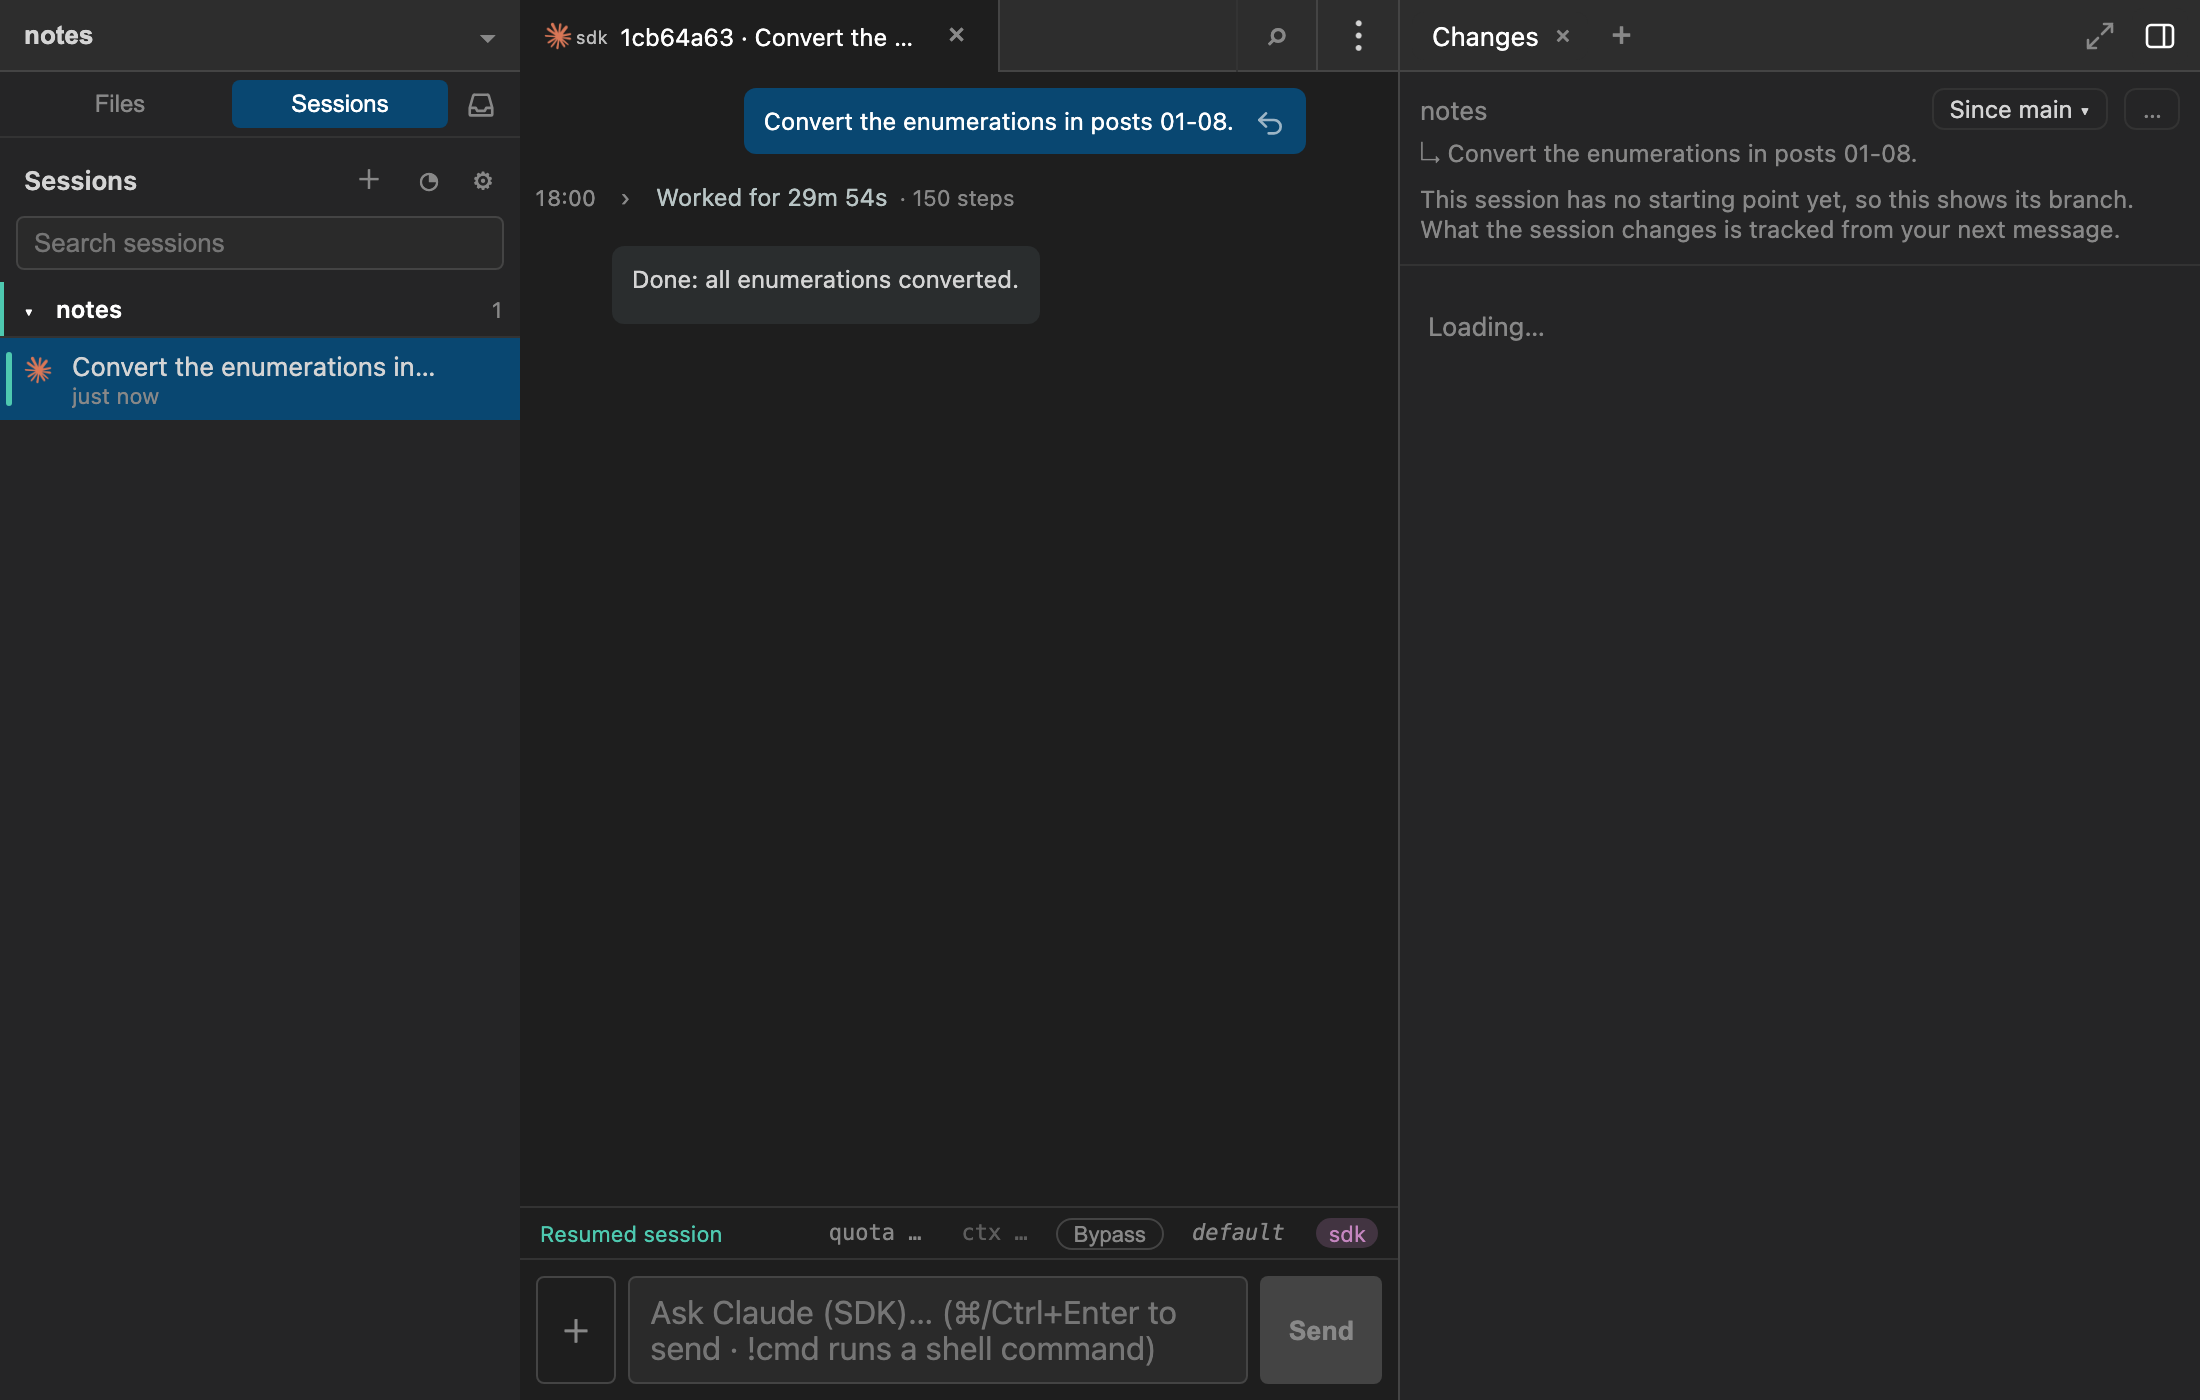 notes
Files
Sessions
Sessions
Search sessions
notes
1
Convert the enumerations in...
just now
sdk 1cb64a63 · Convert the ...
Convert the enumerations in posts 01-08.
18:00 › Worked for 29m 54s · 150 steps
Done: all enumerations converted.
Resumed session
quota …
ctx …
Bypass
default
sdk
Ask Claude (SDK)... (⌘/Ctrl+Enter to
send · !cmd runs a shell command)
Send
Changes
notes
Since main
...
Convert the enumerations in posts 01-08.
This session has no starting point yet, so this shows its branch.
What the session changes is tracked from your next message.
Loading...